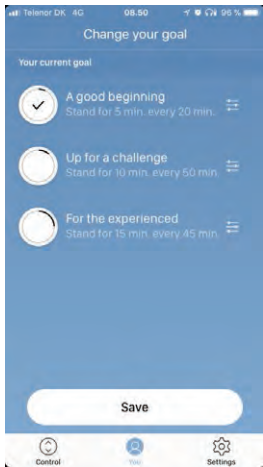 Telenor DK 4G 08.50 96 %
Change your goal
Your current goal
A good beginning
Stand for 5 min. every 20 min.
Up for a challenge
Stand for 10 min. every 50 min.
For the experienced
Stand for 15 min. every 45 min.
Save
Control You Settings